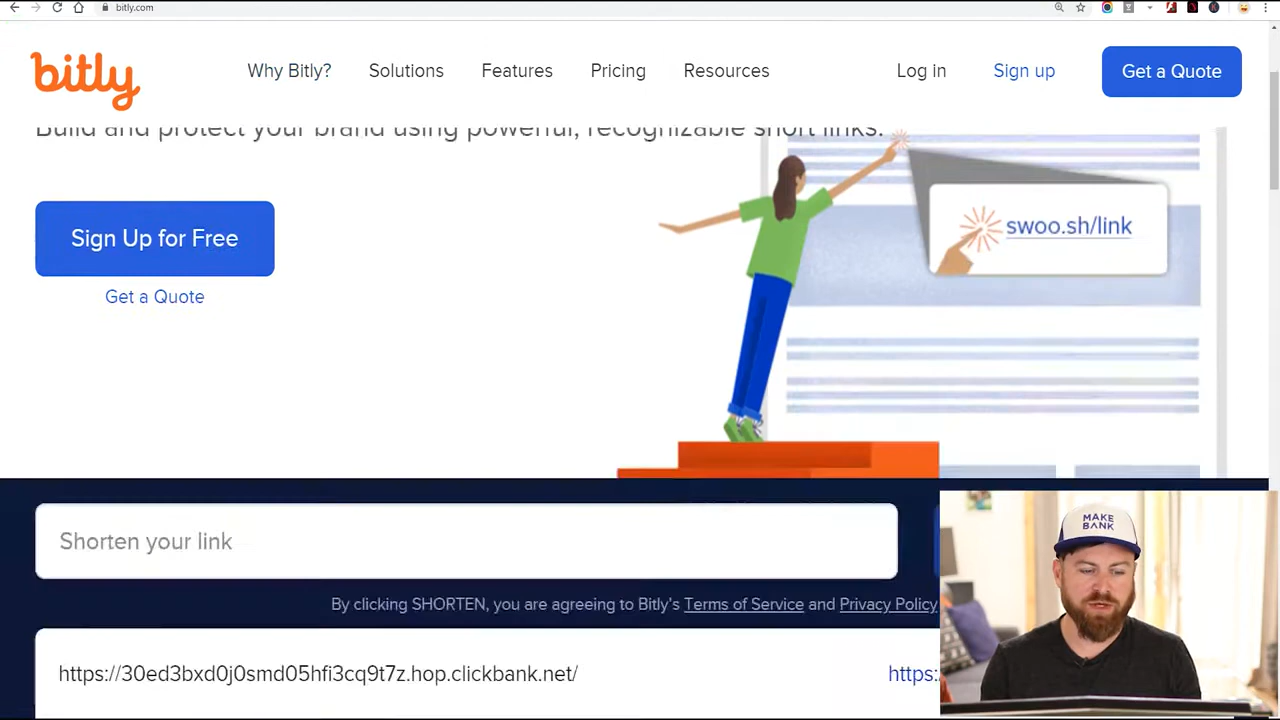 bitly.com
bitly
Why Bitly?
Solutions
Features
Pricing
Resources
Log in
Sign up
Get a Quote
Build and protect your brand using powerful, recognizable short links.
swoo.sh/link
Sign Up for Free
Get a Quote
Shorten your link
By clicking SHORTEN, you are agreeing to Bitly's Terms of Service and Privacy Policy
https://30ed3bxd0j0smd05hfi3cq9t7z.hop.clickbank.net/
https:
MAKE
BANK